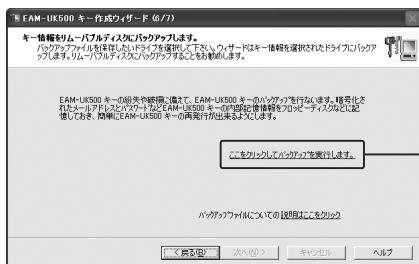 EAM-UK500 キー作成ウィザード (6/7)
キー情報をリムーバブルディスクにバックアップします。
バックアップファイルを保存したいドライブを選択して下さい。ウィザードはキー情報を選択されたドライブにバックア
ップします。リムーバブルディスクにバックアップすることをお勧めします。
EAM-UK500 キーの紛失や破損に備えて、EAM-UK500 キーのバックアップを行ないます。暗号化さ
れたメールアドレスとパスワードなどEAM-UK500 キーの内部記憶情報をフロッピーディスクなどに記
憶しておき、簡単にEAM-UK500 キーの再発行が出来るようにします。
ここをクリックしてバックアップを実行します。
バックアップファイルについての 説明はここをクリック
< 戻る(B)
次へ(N) >
キャンセル
ヘルプ